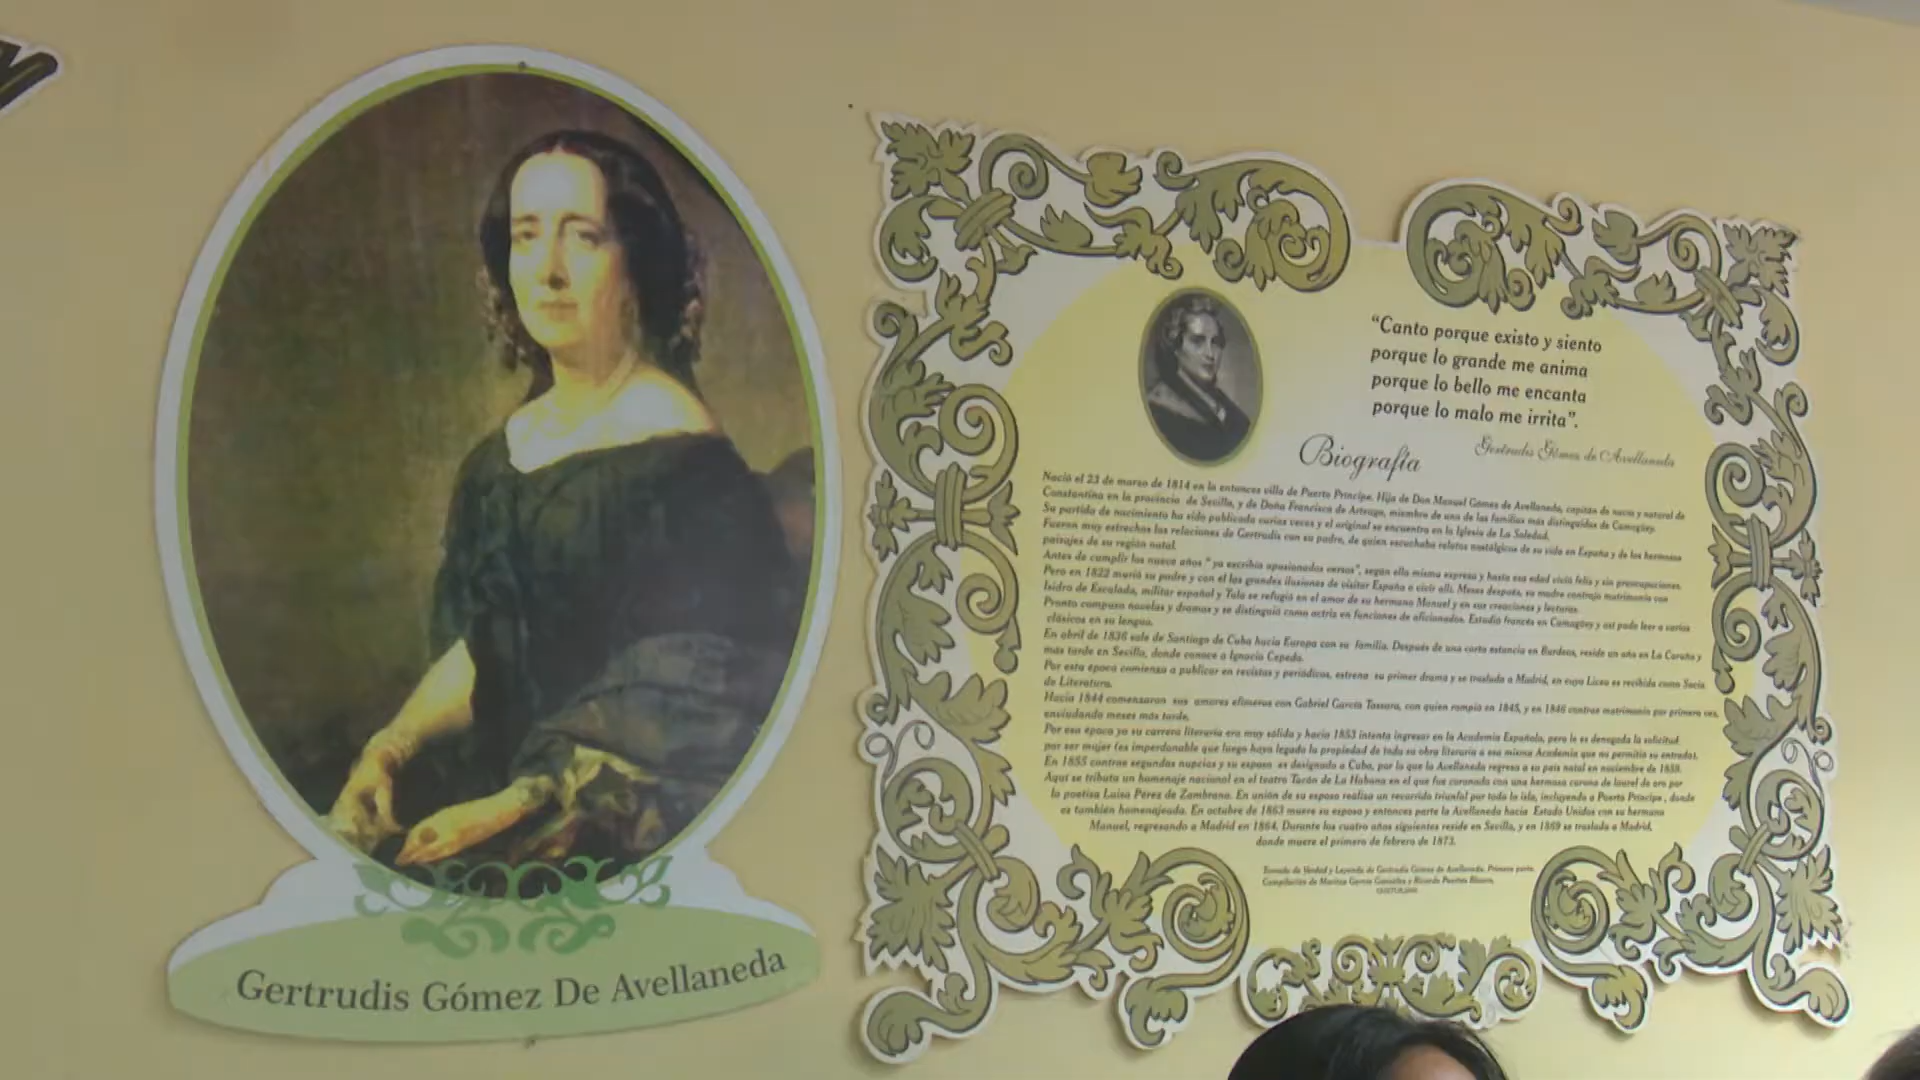 Gertrudis Gómez De Avellaneda
“Canto porque existo y siento
porque lo grande me anima
porque lo bello me encanta
porque lo malo me irrita”.
Gertrudis Gómez de Avellaneda
Biografía
Nació el 23 de marzo de 1814 en la entonces villa de Puerto Príncipe. Hija de Don Manuel Gómez de Avellaneda, capitán de navío y natural de
Constantina en la provincia de Sevilla, y de Doña Francisca de Arteaga, miembro de una de las familias más distinguidas de Camagüey.
Su partida de nacimiento ha sido publicada varias veces y el original se encuentra en la Iglesia de La Soledad.
Fueron muy estrechas las relaciones de Gertrudis con su padre, de quien escuchaba relatos nostálgicos de su vida en España y de los hermosos
paisajes de su región natal.
Antes de cumplir los nueve años " ya escribía apasionados versos", según ella misma expresa y hasta esa edad vivió feliz y sin preocupaciones.
Pero en 1822 murió su padre y con el las grandes ilusiones de visitar España o vivir allí. Meses después, su madre contrajo matrimonio con
Isidro de Escalada, militar español y Tula se refugió en el amor de su hermano Manuel y en sus creaciones y lecturas.
Pronto compuso novelas y dramas y se distinguió como actriz en funciones de aficionados. Estudió francés en Camagüey y así pudo leer a varios
clásicos en su lengua.
En abril de 1836 sale de Santiago de Cuba hacia Europa con su familia. Después de una corta estancia en Burdeos, reside un año en La Coruña y
más tarde en Sevilla, donde conoce a Ignacio Cepeda.
Por esta época comienza a publicar en revistas y periódicos, estrena su primer drama y se traslada a Madrid, en cuyo Liceo es recibida como Socia
de Literatura.
Hacia 1844 comenzaron sus amores efímeros con Gabriel García Tassara, con quien rompió en 1845, y en 1846 contrae matrimonio por primera vez,
enviudando meses más tarde.
Por esa época ya su carrera literaria era muy sólida y hacia 1853 intenta ingresar en la Academia Española, pero le es denegada la solicitud
por ser mujer (es imperdonable que luego haya legado la propiedad de toda su obra literaria a esa misma Academia que no permitió su entrada).
En 1855 contrae segundas nupcias y su esposo es designado a Cuba, por lo que la Avellaneda regresa a su país natal en noviembre de 1859.
Aquí se tributa un homenaje nacional en el teatro Tacón de La Habana en el que fue coronada con una hermosa corona de laurel de oro por
la poetisa Luisa Pérez de Zambrana. En unión de su esposo realiza un recorrido triunfal por toda la isla, incluyendo a Puerto Príncipe , donde
es también homenajeada. En octubre de 1863 muere su esposo y entonces parte la Avellaneda hacia Estado Unidos con su hermano
Manuel, regresando a Madrid en 1864. Durante los cuatro años siguientes reside en Sevilla, y en 1869 se traslada a Madrid,
donde muere el primero de febrero de 1873.
Tomado de Verdad y Leyenda de Gertrudis Gómez de Avellaneda. Primera parte.
Compilación de Maritza García González y Ricardo Puertas Blanco.